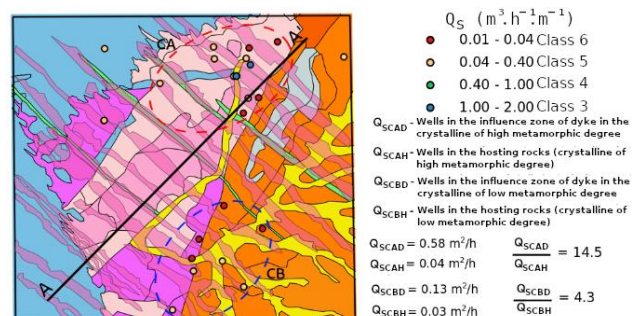 CA
A
A
CB
Qs (m³.h⁻¹.m⁻¹)
0.01 - 0.04 Class 6
0.04 - 0.40 Class 5
0.40 - 1.00 Class 4
1.00 - 2.00 Class 3
QSCAD - Wells in the influence zone of dyke in the
crystalline of high metamorphic degree
QSCAH - Wells in the hosting rocks (crystalline of
high metamorphic degree)
QSCBD - Wells in the influence zone of dyke in the
crystalline of low metamorphic degree
QSCBH - Wells in the hosting rocks (crystalline of
low metamorphic degree)
QSCAD = 0.58 m²/h
QSCAH = 0.04 m²/h
QSCAD
QSCAH
= 14.5
QSCBD = 0.13 m²/h
QSCBH = 0.03 m²/h
QSCBD
QSCBH
= 4.3